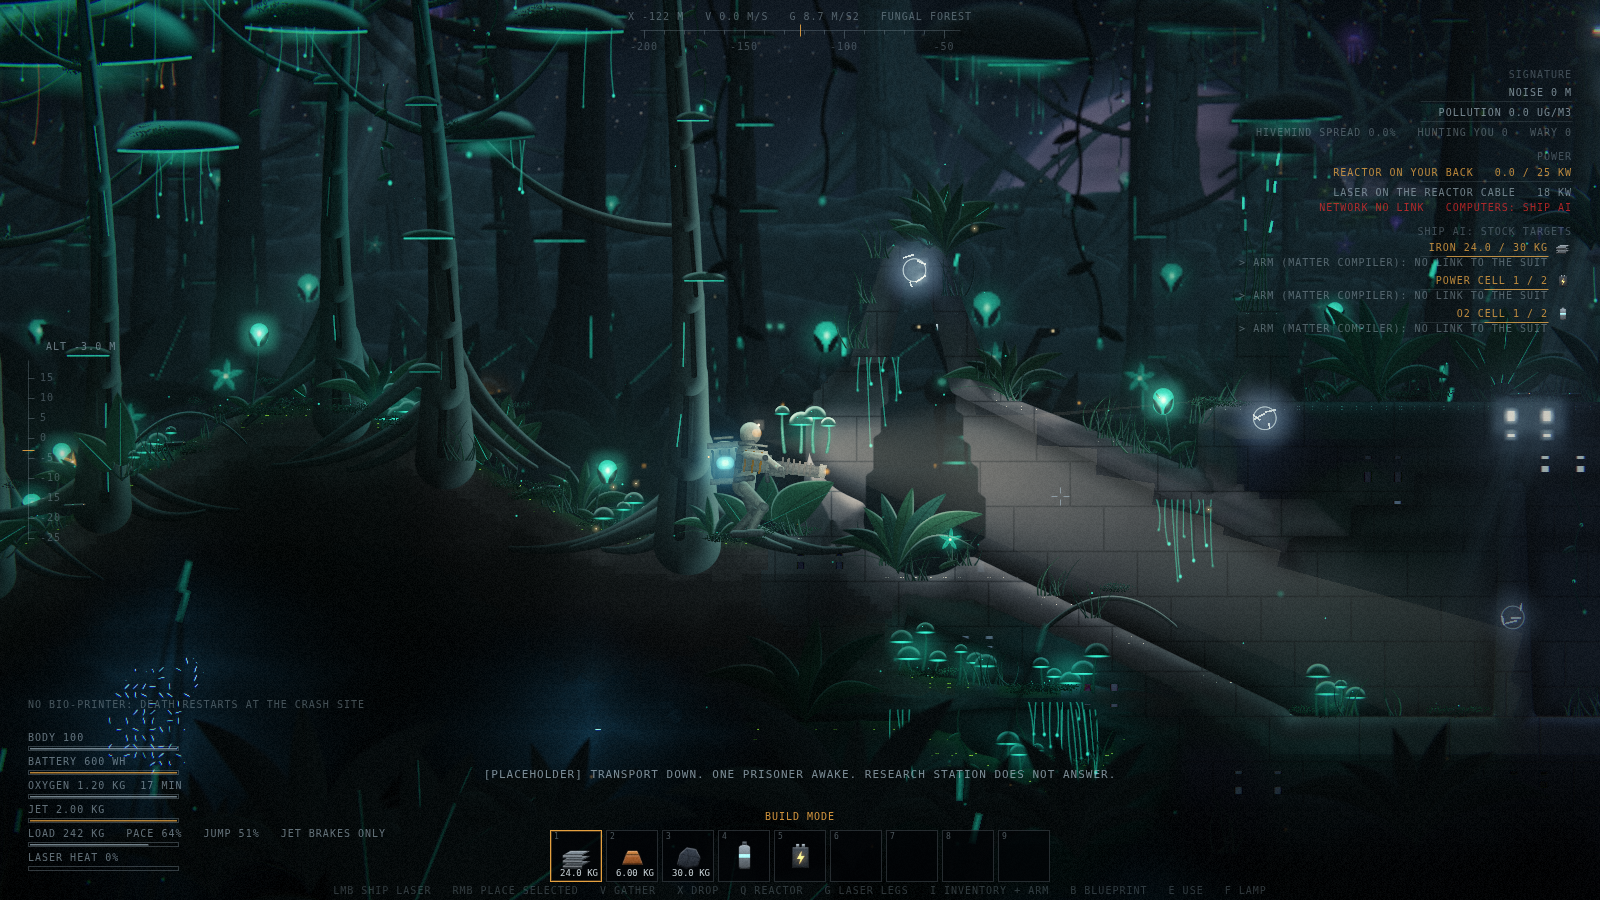 X -122 M   V 0.0 M/S   G 8.7 M/S2   FUNGAL FOREST
-200   -150   -100   -50
SIGNATURE
NOISE 0 M
POLLUTION 0.0 UG/M3
HIVEMIND SPREAD 0.0%   HUNTING YOU 0 · WARY 0
POWER
REACTOR ON YOUR BACK   0.0 / 25 KW
LASER ON THE REACTOR CABLE   18 KW
NETWORK NO LINK   COMPUTERS: SHIP AI
SHIP AI: STOCK TARGETS
IRON 24.0 / 30 KG
> ARM (MATTER COMPILER): NO LINK TO THE SUIT
POWER CELL 1 / 2
> ARM (MATTER COMPILER): NO LINK TO THE SUIT
O2 CELL 1 / 2
> ARM (MATTER COMPILER): NO LINK TO THE SUIT
ALT -3.0 M
15
10
5
0
-5
-10
-15
-20
-25
NO BIO-PRINTER: DEATH RESTARTS AT THE CRASH SITE
BODY 100
BATTERY 600 WH
OXYGEN 1.20 KG   17 MIN
JET 2.00 KG
LOAD 242 KG   PACE 64%   JUMP 51%   JET BRAKES ONLY
LASER HEAT 0%
[PLACEHOLDER] TRANSPORT DOWN. ONE PRISONER AWAKE. RESEARCH STATION DOES NOT ANSWER.
BUILD MODE
1 2 3 4 5 6 7 8 9
24.0 KG   6.00 KG   30.0 KG
LMB SHIP LASER   RMB PLACE SELECTED   V GATHER   X DROP   Q REACTOR   G LASER LEGS   I INVENTORY + ARM   B BLUEPRINT   E USE   F LAMP